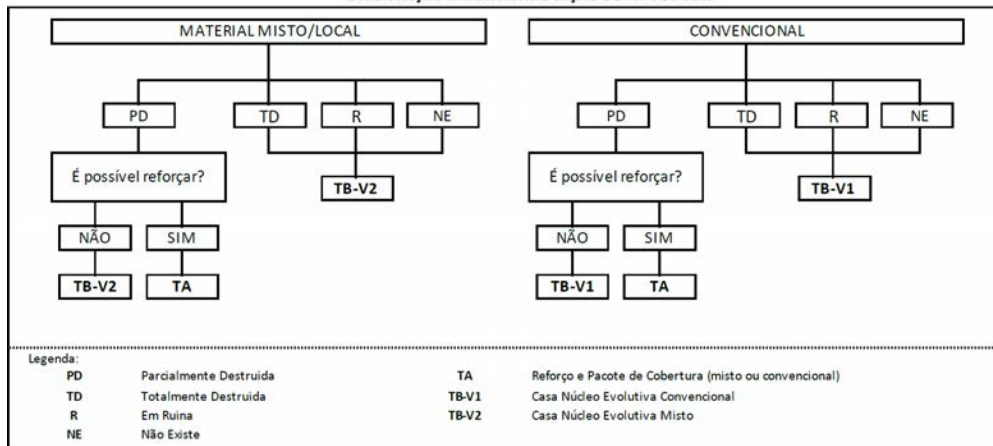 MATERIAL MISTO/LOCAL
PD
TD
R
NE
É possível reforçar?
TB-V2
NÃO
SIM
TB-V2
TA
CONVENCIONAL
PD
TD
R
NE
É possível reforçar?
TB-V1
NÃO
SIM
TB-V1
TA
Legenda:
PD Parcialmente Destruida
TD Totalmente Destruida
R Em Ruina
NE Não Existe
TA Reforço e Pacote de Cobertura (misto ou convencional)
TB-V1 Casa Núcleo Evolutiva Convencional
TB-V2 Casa Núcleo Evolutiva Misto